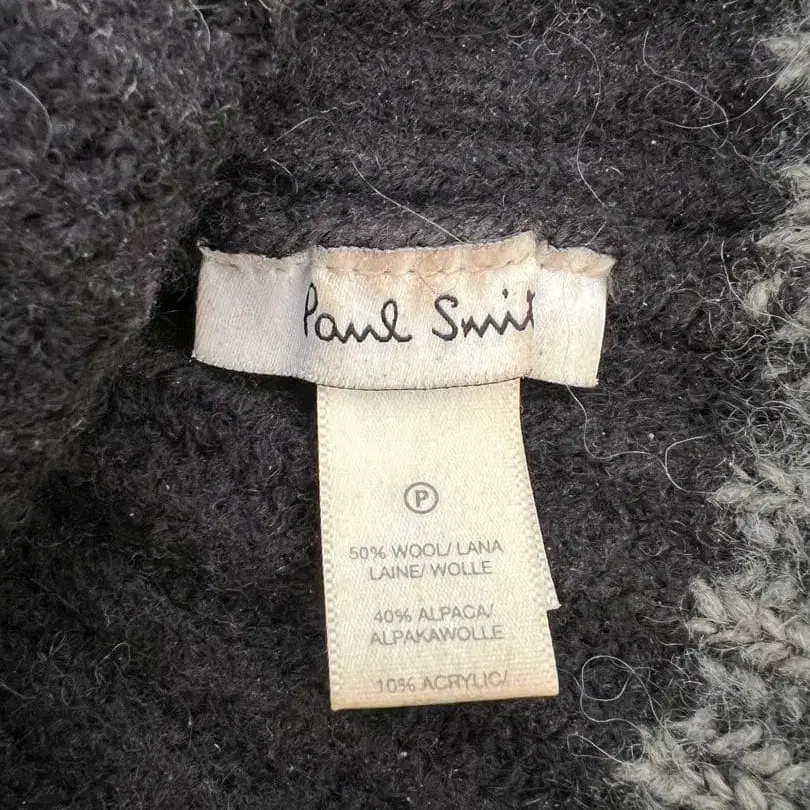 Paul Smit
P
50% WOOL/ LANA
LAINE/ WOLLE
40% ALPACA/
ALPAKAWOLLE
10% ACRYLIC/